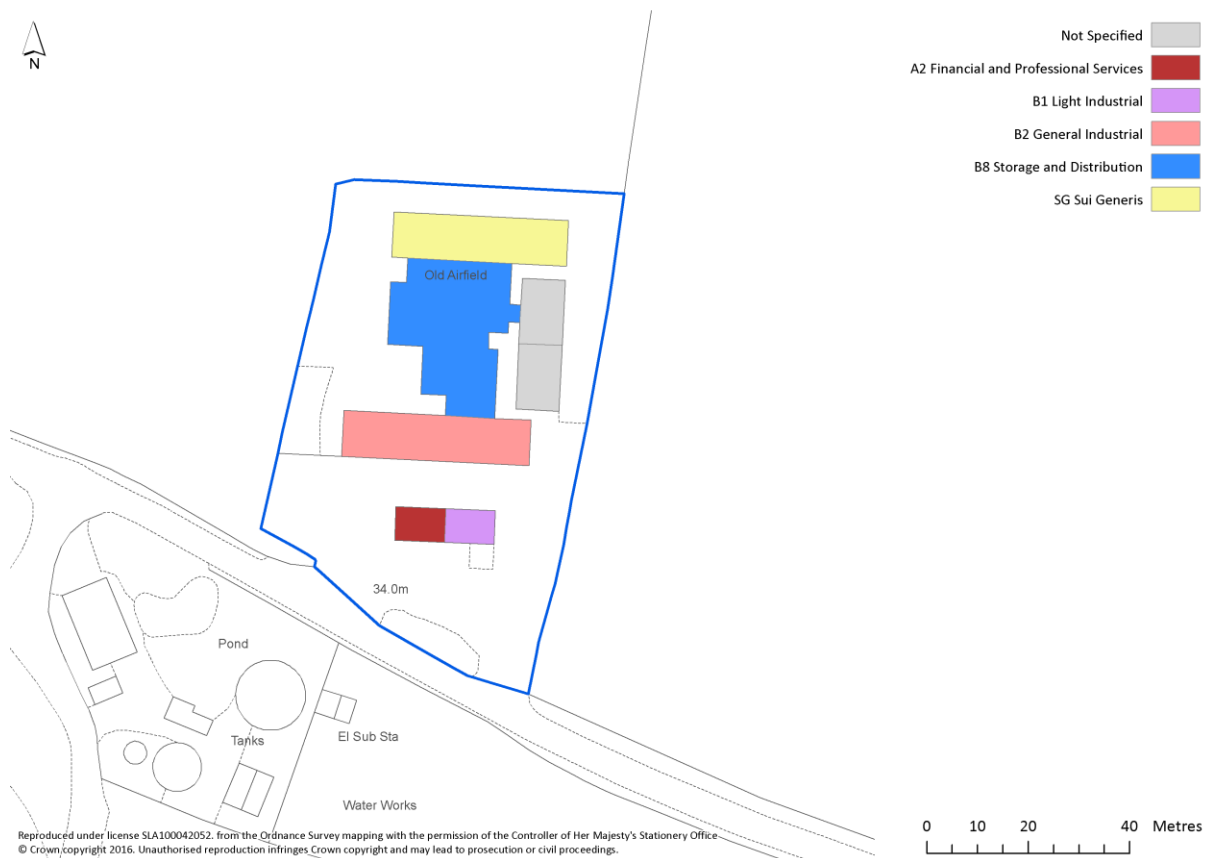 N
Not Specified
A2 Financial and Professional Services
B1 Light Industrial
B2 General Industrial
B8 Storage and Distribution
SG Sui Generis
Old Airfield
34.0m
Pond
Tanks
El Sub Sta
Water Works
Reproduced under license SLA100042052. from the Ordnance Survey mapping with the permission of the Controller of Her Majesty's Stationery Office
© Crown copyright 2016. Unauthorised reproduction infringes Crown copyright and may lead to prosecution or civil proceedings.
0 10 20 40 Metres